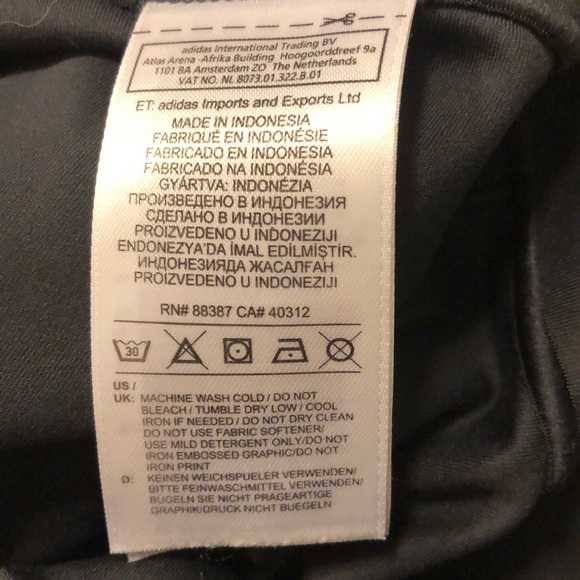 adidas International Trading BV
Atlas Arena -Afrika Building Hoogoorddreef 9a
1101 BA Amsterdam ZO The Netherlands
VAT NO. NL 8073.01.322.B.01
ET: adidas Imports and Exports Ltd
MADE IN INDONESIA
FABRIQUÉ EN INDONÉSIE
FABRICADO EN INDONESIA
FABRICADO NA INDONÉSIA
GYÁRTVA: INDONÉZIA
ПРОИЗВЕДЕНО В ИНДОНЕЗИЯ
СДЕЛАНО В ИНДОНЕЗИИ
PROIZVEDENO U INDONEZIJI
ENDONEZYA'DA İMAL EDİLMİŞTİR.
ИНДОНЕЗИЯДА ЖАСАЛҒАН
PROIZVEDENO U INDONEZIJI
RN# 88387 CA# 40312
30
US /
UK: MACHINE WASH COLD / DO NOT
BLEACH / TUMBLE DRY LOW / COOL
IRON IF NEEDED / DO NOT DRY CLEAN
DO NOT USE FABRIC SOFTENER/
USE MILD DETERGENT ONLY/DO NOT
IRON EMBOSSED GRAPHIC/DO NOT
IRON PRINT
D: KEINEN WEICHSPUELER VERWENDEN/
BITTE FEINWASCHMITTEL VERWENDEN/
BUGELN SIE NICHT PRÄGEARTIGE
GRAPHIK/DRUCK NICHT BUEGELN